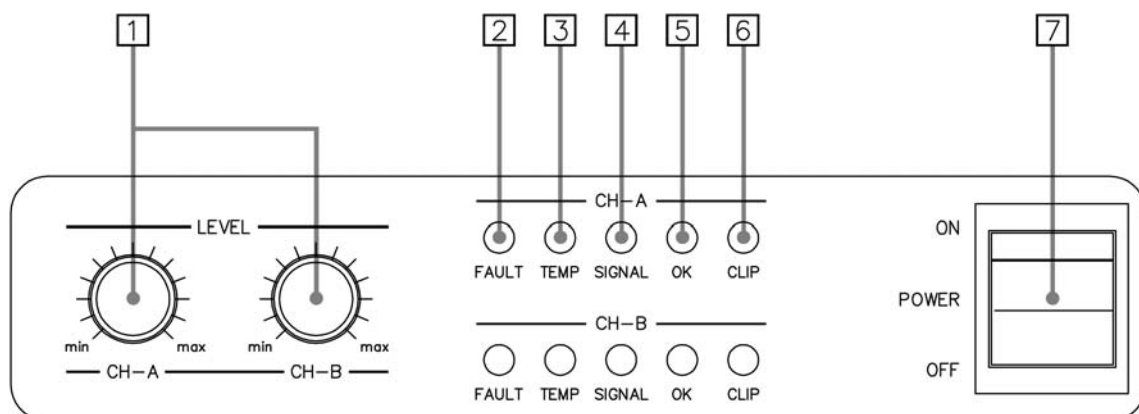 1 2 3 4 5 6 7
CH-A
LEVEL
ON
FAULT TEMP SIGNAL OK CLIP
POWER
CH-B
min max min max
CH-A CH-B
OFF
FAULT TEMP SIGNAL OK CLIP